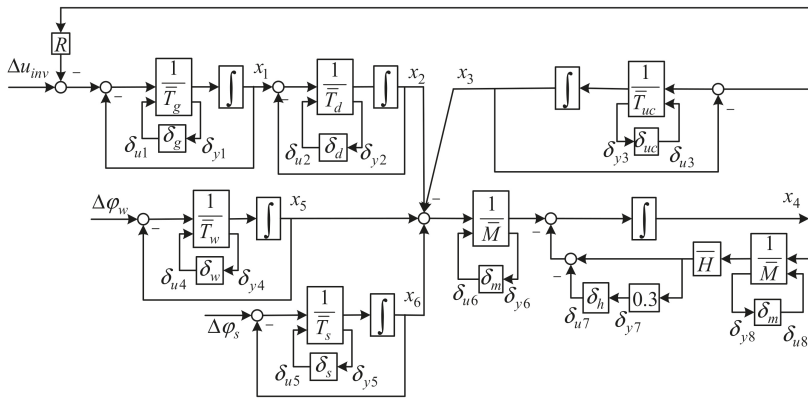 R
Δu_inv
−
−
1
T̅_g
∫
x_1
−
1
T̅_d
∫
x_2
x_3
∫
1
T̅_uc
−
δ_u1
δ_g
δ_y1
δ_u2
δ_d
δ_y2
δ_y3
δ_uc
δ_u3
−
−
Δφ_w
−
1
T̅_w
∫
x_5
1
M̅
−
∫
x_4
δ_u4
δ_w
δ_y4
δ_u6
δ_m
δ_y6
−
H̅
1
M̅
δ_h
0.3
δ_u7
δ_y7
δ_y8
δ_m
δ_u8
Δφ_s
−
1
T̅_s
∫
x_6
δ_u5
δ_s
δ_y5